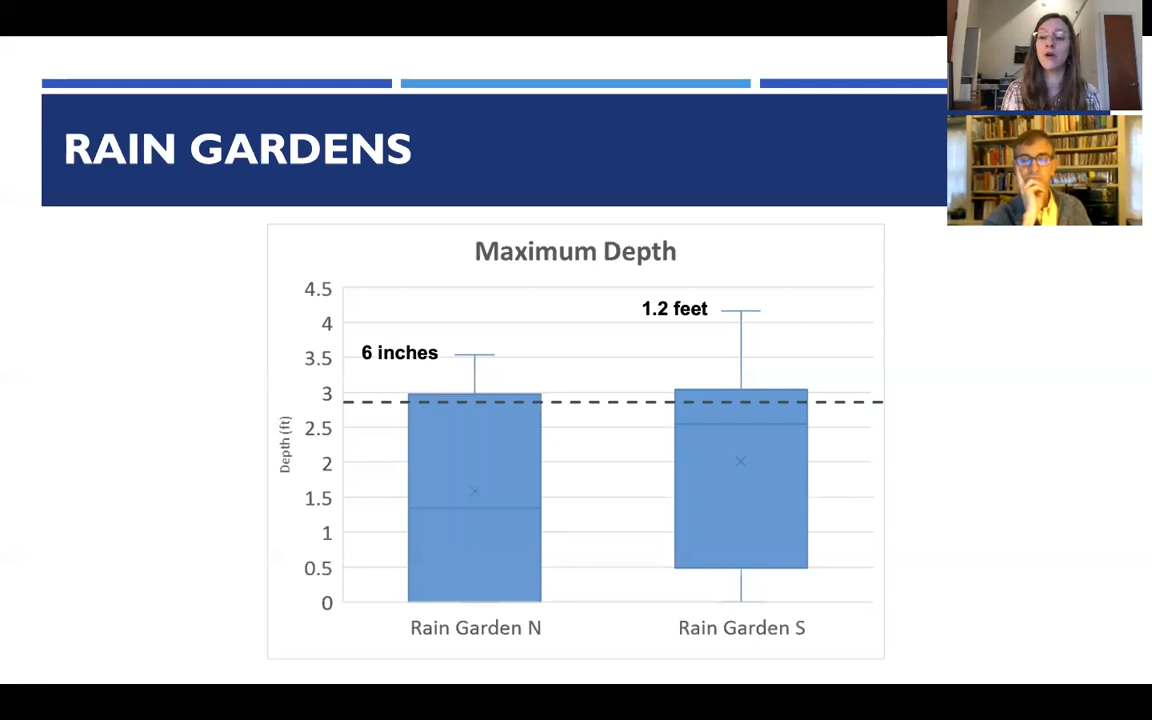 RAIN GARDENS
Maximum Depth
4.5
1.2 feet
4
6 inches
3.5
3
2.5
Depth (ft)
2
1.5
1
0.5
0
Rain Garden N
Rain Garden S